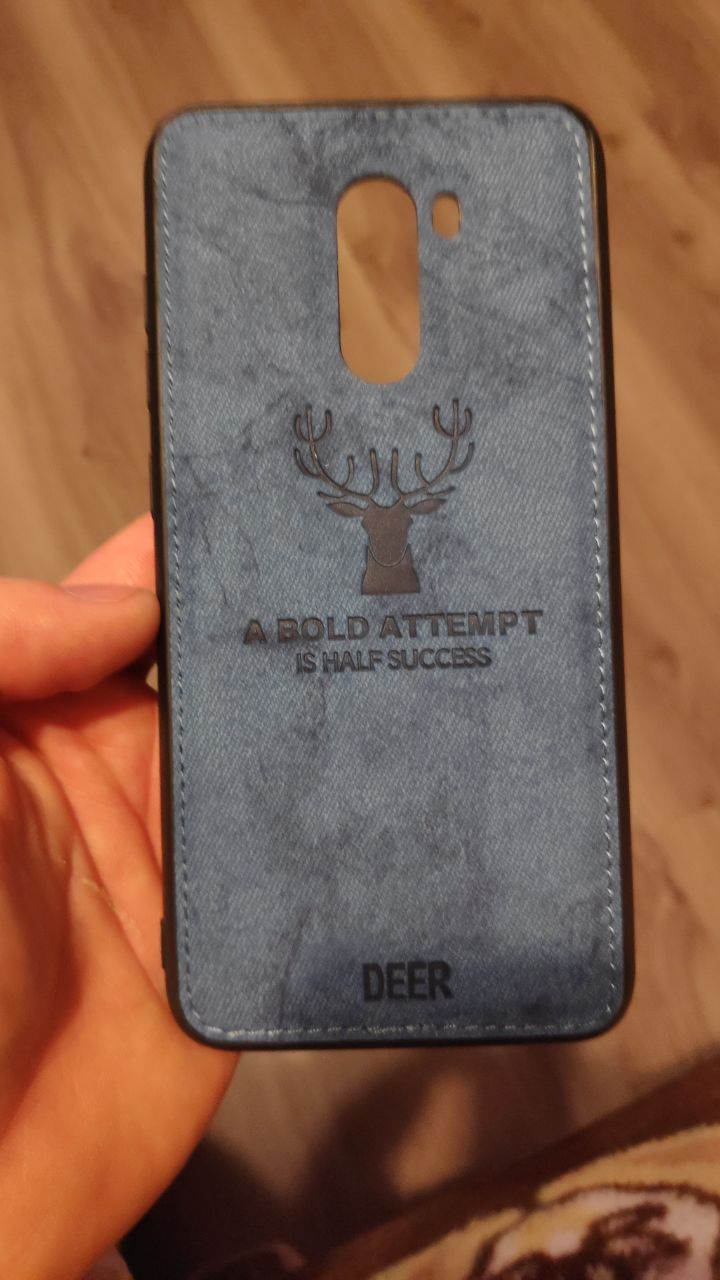 A BOLD ATTEMPT
IS HALF SUCCESS
DEER